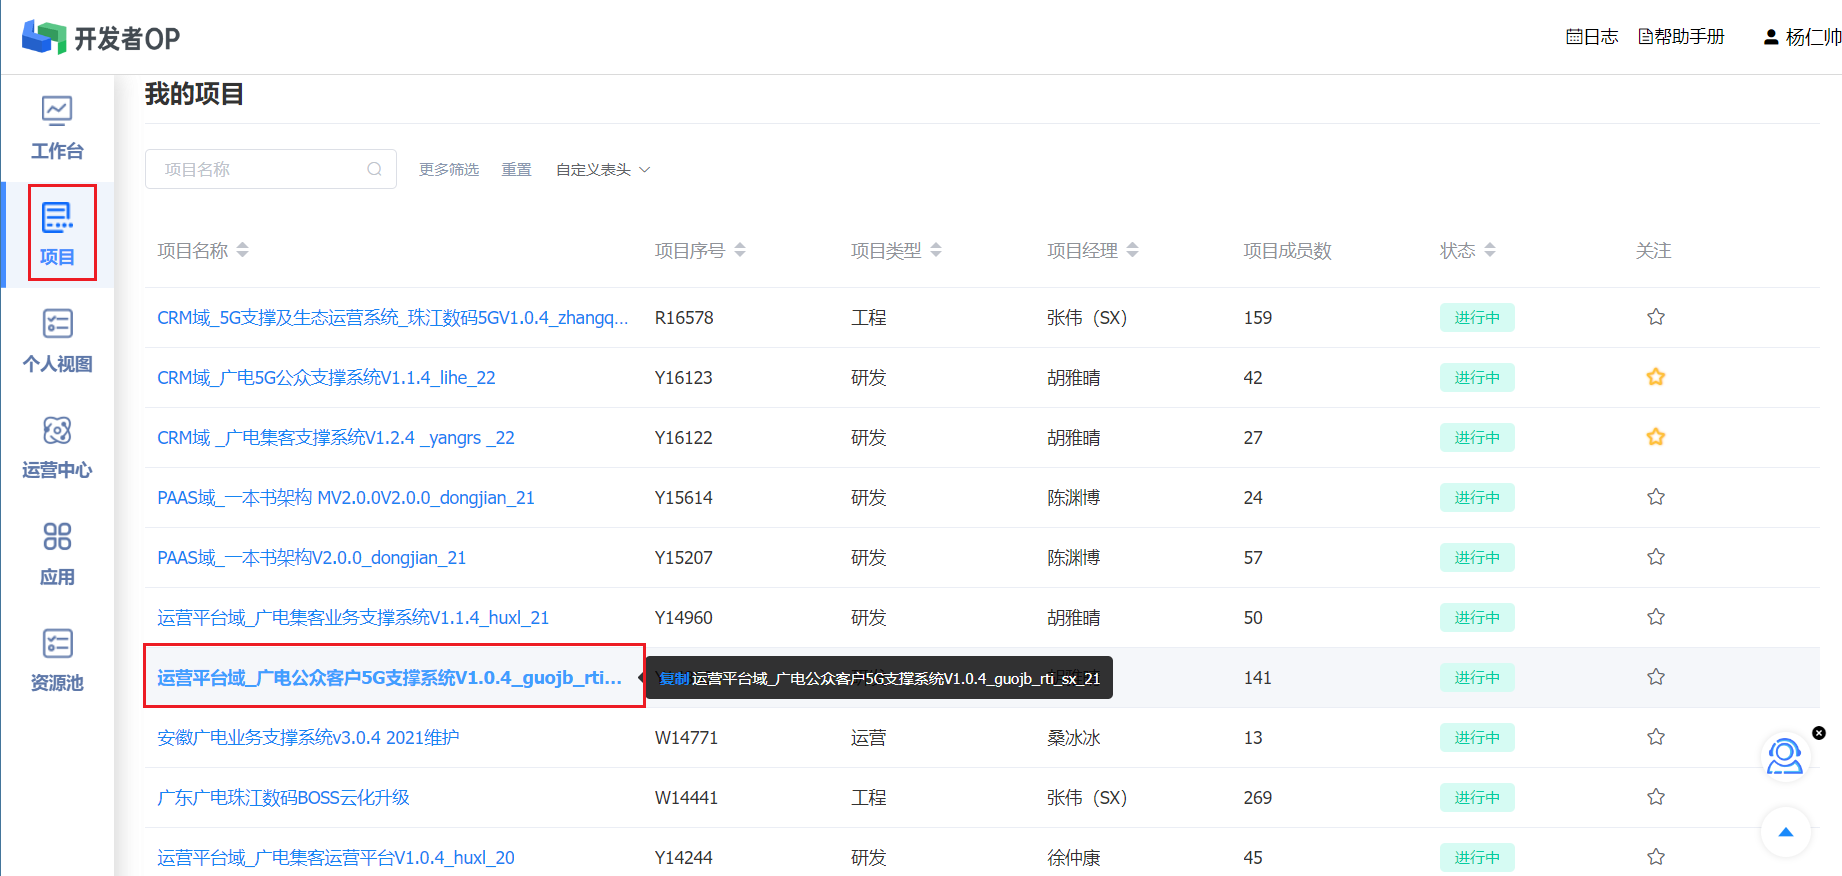 开发者OP
日志 帮助手册 杨仁帅
工作台
项目
个人视图
运营中心
应用
资源池
我的项目
项目名称 更多筛选 重置 自定义表头
项目名称 项目序号 项目类型 项目经理 项目成员数 状态 关注
CRM域_5G支撑及生态运营系统_珠江数码5GV1.0.4_zhangq... R16578 工程 张伟（SX） 159 进行中
CRM域_广电5G公众支撑系统V1.1.4_lihe_22 Y16123 研发 胡雅晴 42 进行中
CRM域 _广电集客支撑系统V1.2.4 _yangrs _22 Y16122 研发 胡雅晴 27 进行中
PAAS域_一本书架构 MV2.0.0V2.0.0_dongjian_21 Y15614 研发 陈渊博 24 进行中
PAAS域_一本书架构V2.0.0_dongjian_21 Y15207 研发 陈渊博 57 进行中
运营平台域_广电集客业务支撑系统V1.1.4_huxl_21 Y14960 研发 胡雅晴 50 进行中
运营平台域_广电公众客户5G支撑系统V1.0.4_guojb_rti... 复制 运营平台域_广电公众客户5G支撑系统V1.0.4_guojb_rti_sx_21 141 进行中
安徽广电业务支撑系统v3.0.4 2021维护 W14771 运营 桑冰冰 13 进行中
广东广电珠江数码BOSS云化升级 W14441 工程 张伟（SX） 269 进行中
运营平台域_广电集客运营平台V1.0.4_huxl_20 Y14244 研发 徐仲康 45 进行中